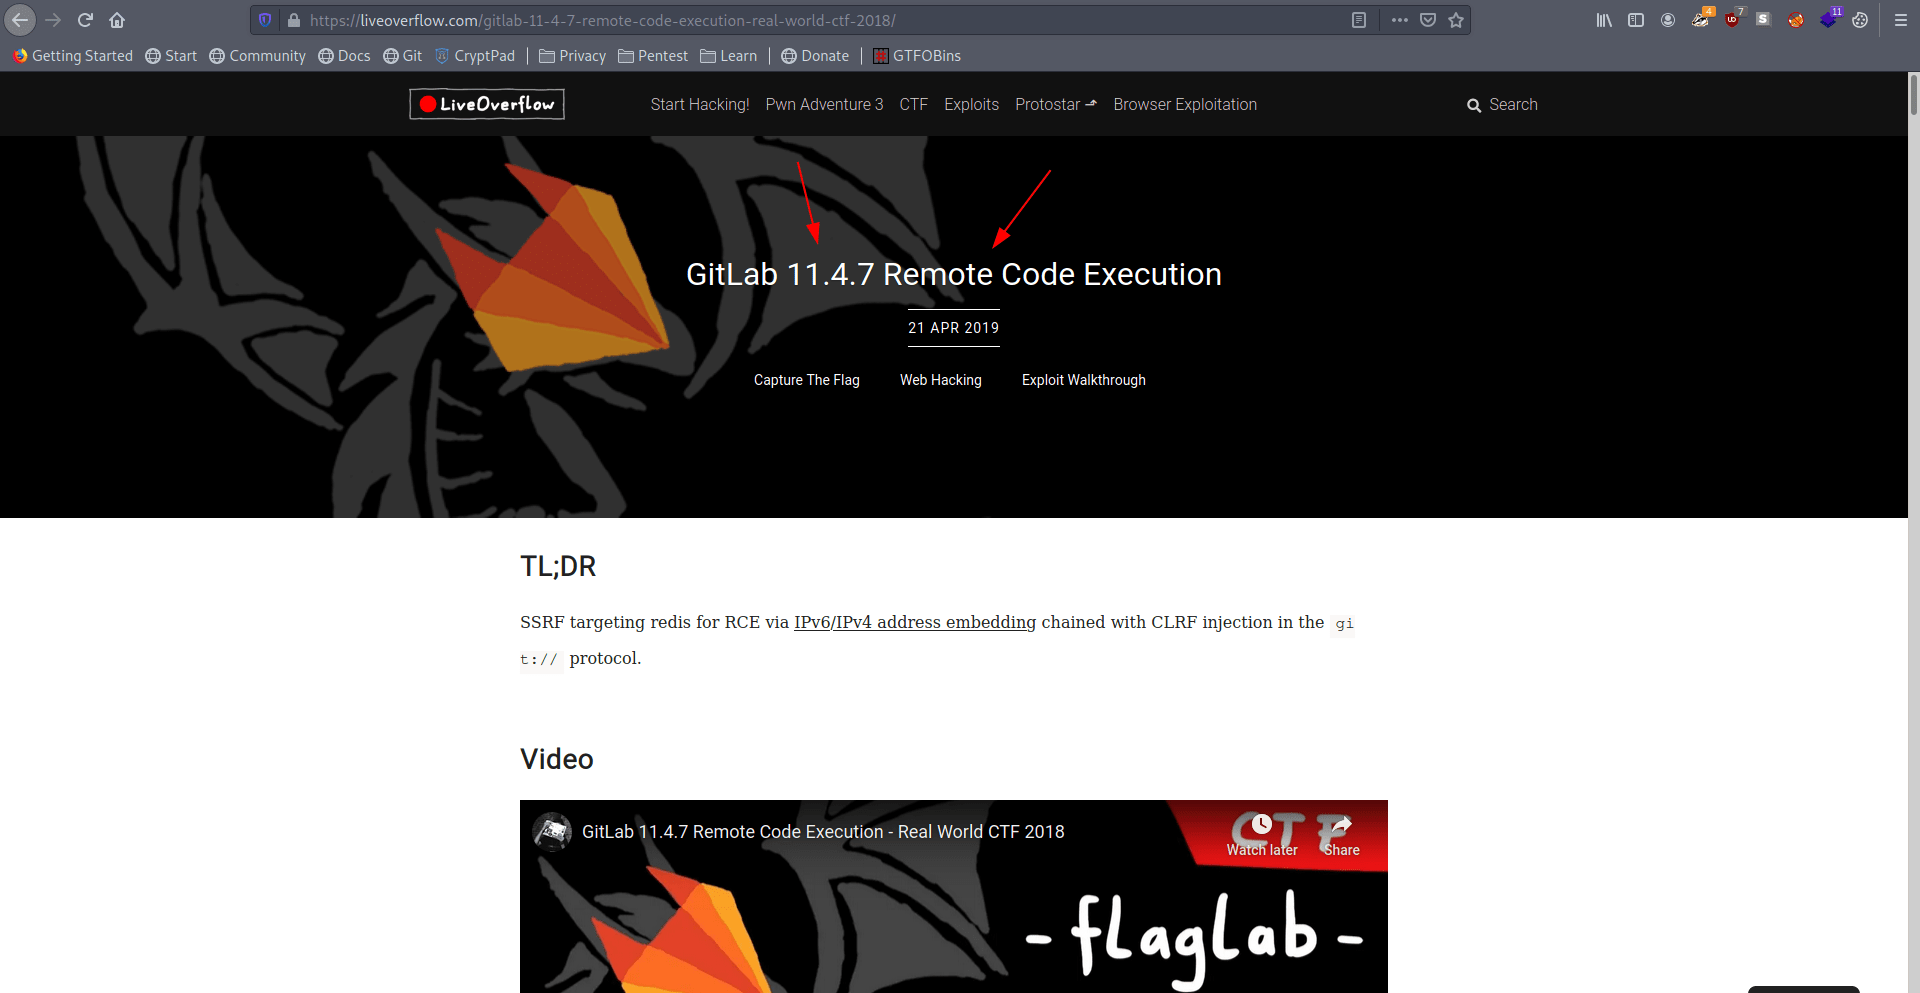 https://liveoverflow.com/gitlab-11-4-7-remote-code-execution-real-world-ctf-2018/
4
7
11
Getting Started Start Community Docs Git CryptPad Privacy Pentest Learn Donate GTFOBins
LiveOverflow Start Hacking! Pwn Adventure 3 CTF Exploits Protostar Browser Exploitation Search
GitLab 11.4.7 Remote Code Execution
21 APR 2019
Capture The Flag Web Hacking Exploit Walkthrough
TL;DR
SSRF targeting redis for RCE via IPv6/IPv4 address embedding chained with CLRF injection in the gi
t:// protocol.
Video
GitLab 11.4.7 Remote Code Execution - Real World CTF 2018
CTF
Watch later Share
- flaglab -